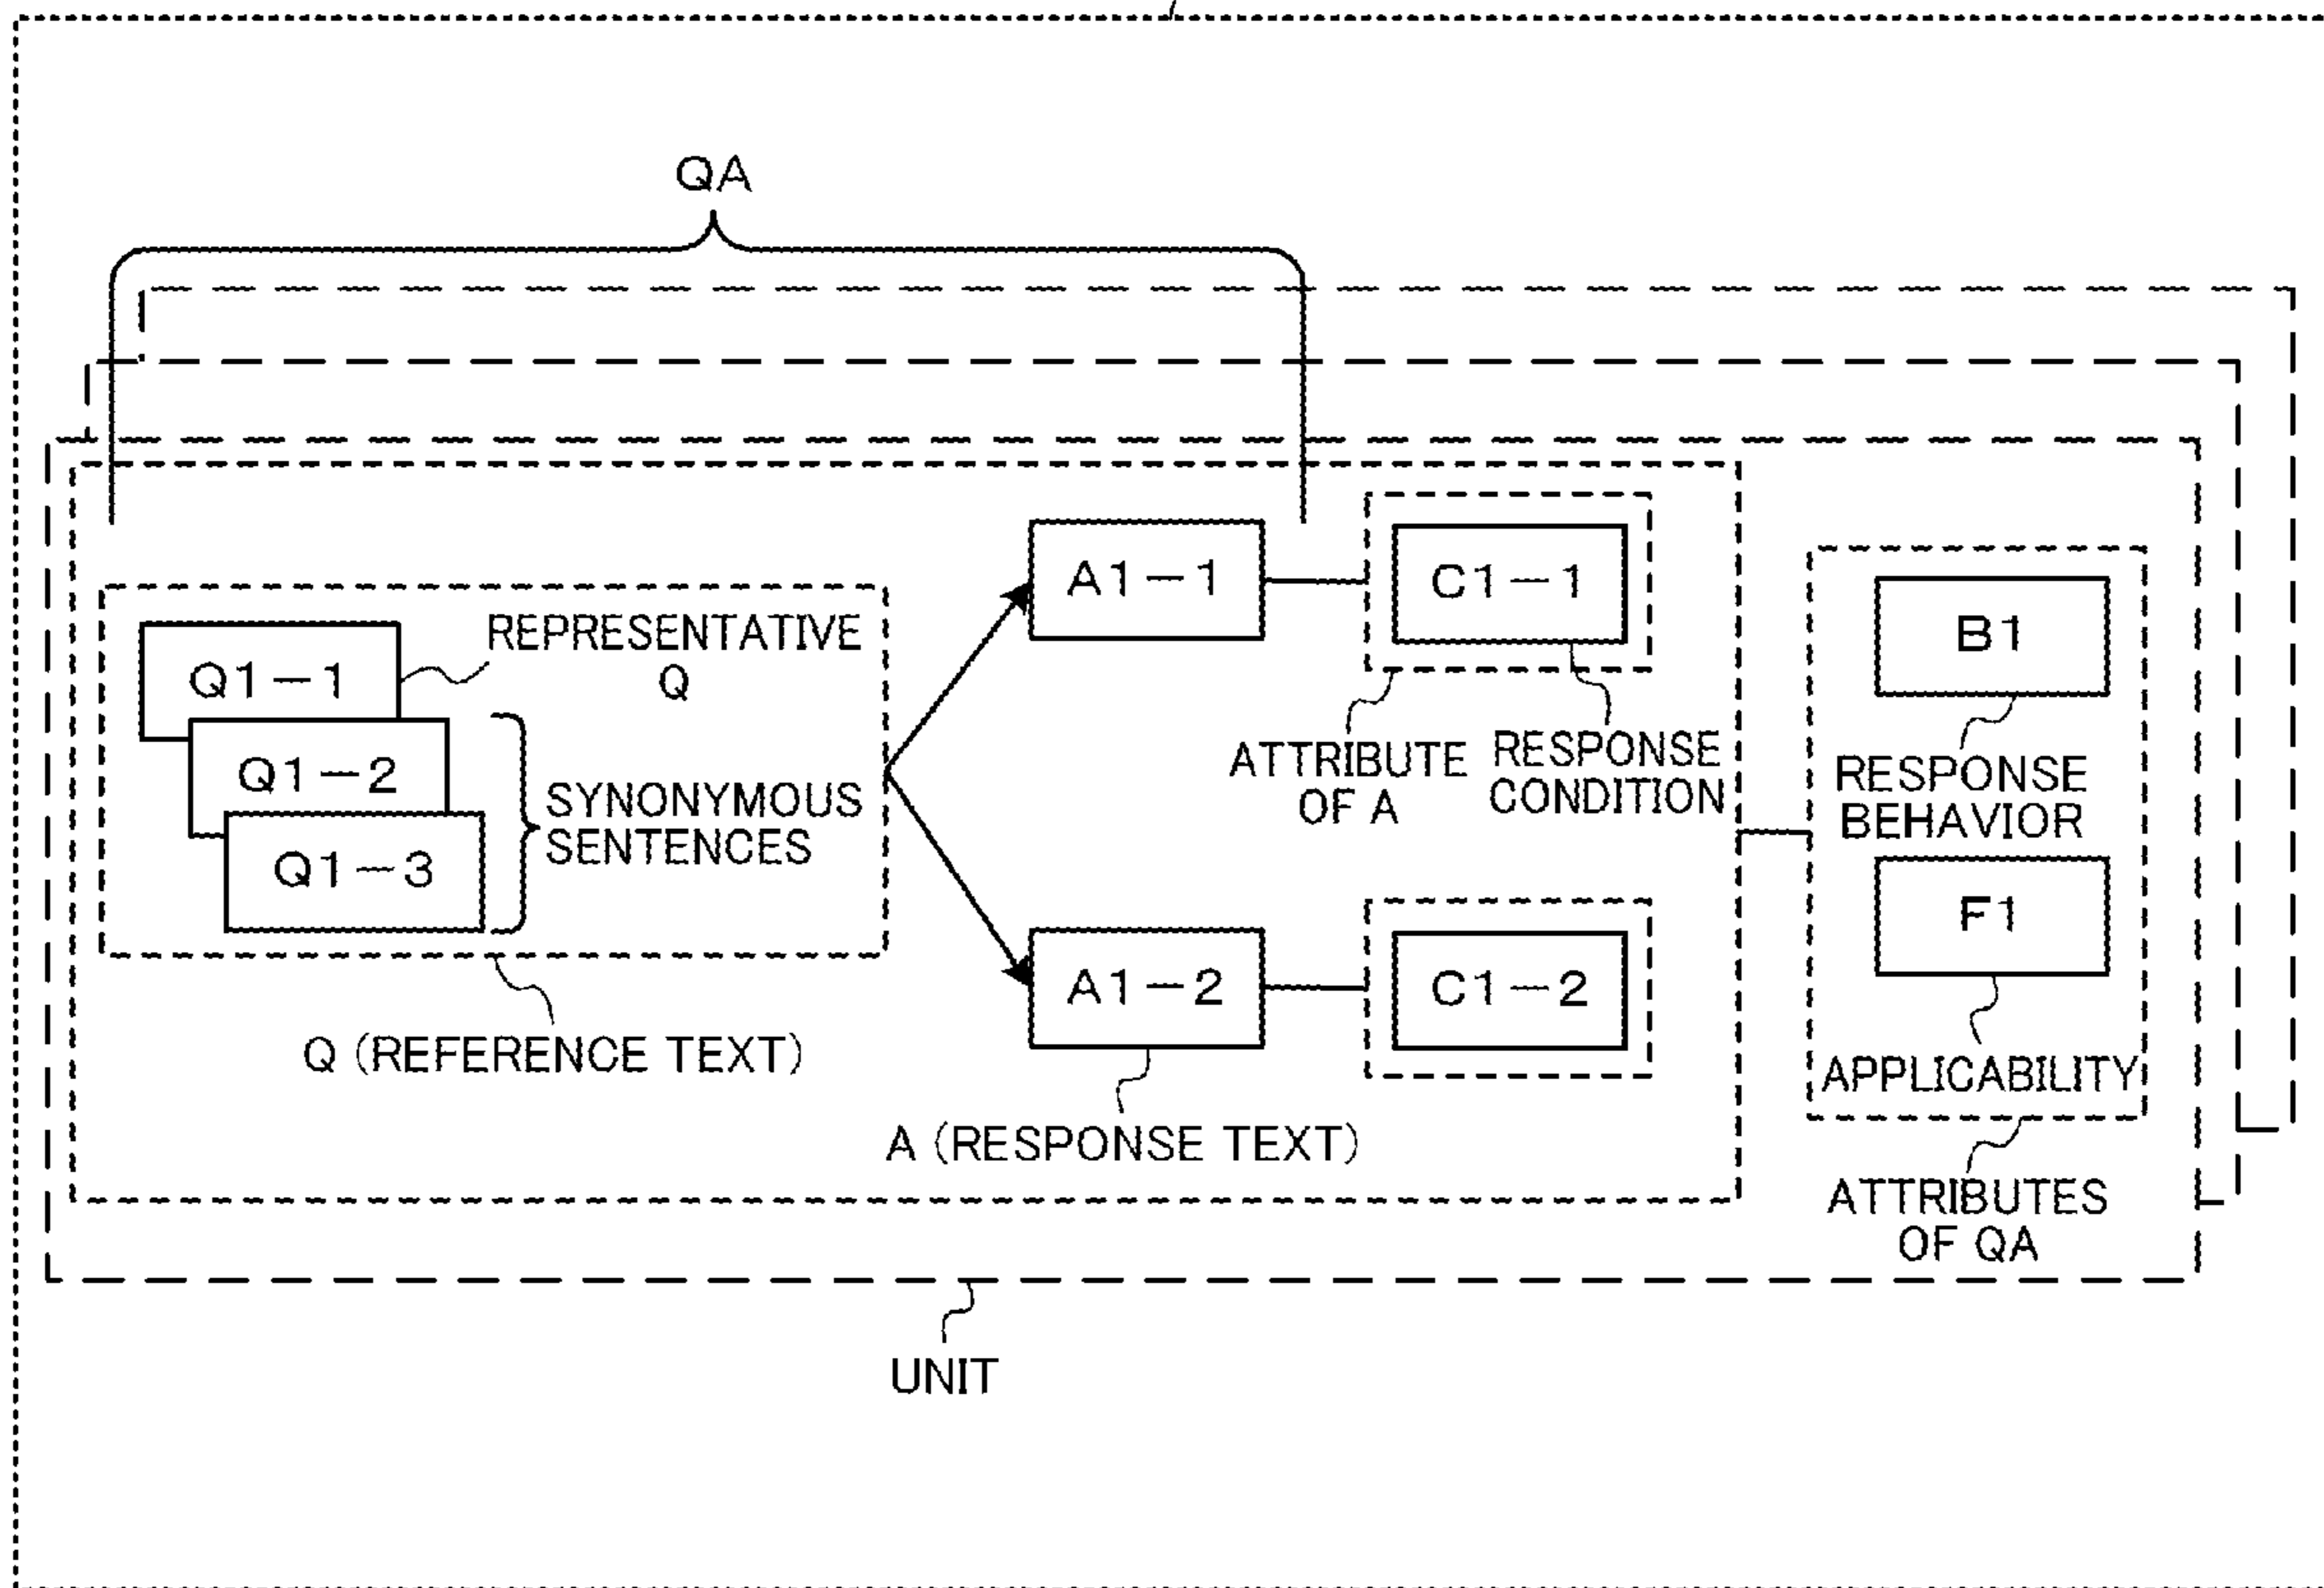 QA
Q1-1
REPRESENTATIVE
Q
Q1-2
Q1-3
SYNONYMOUS
SENTENCES
Q (REFERENCE TEXT)
A1-1
C1-1
ATTRIBUTE
OF A
RESPONSE
CONDITION
A1-2
C1-2
A (RESPONSE TEXT)
B1
RESPONSE
BEHAVIOR
F1
APPLICABILITY
ATTRIBUTES
OF QA
UNIT